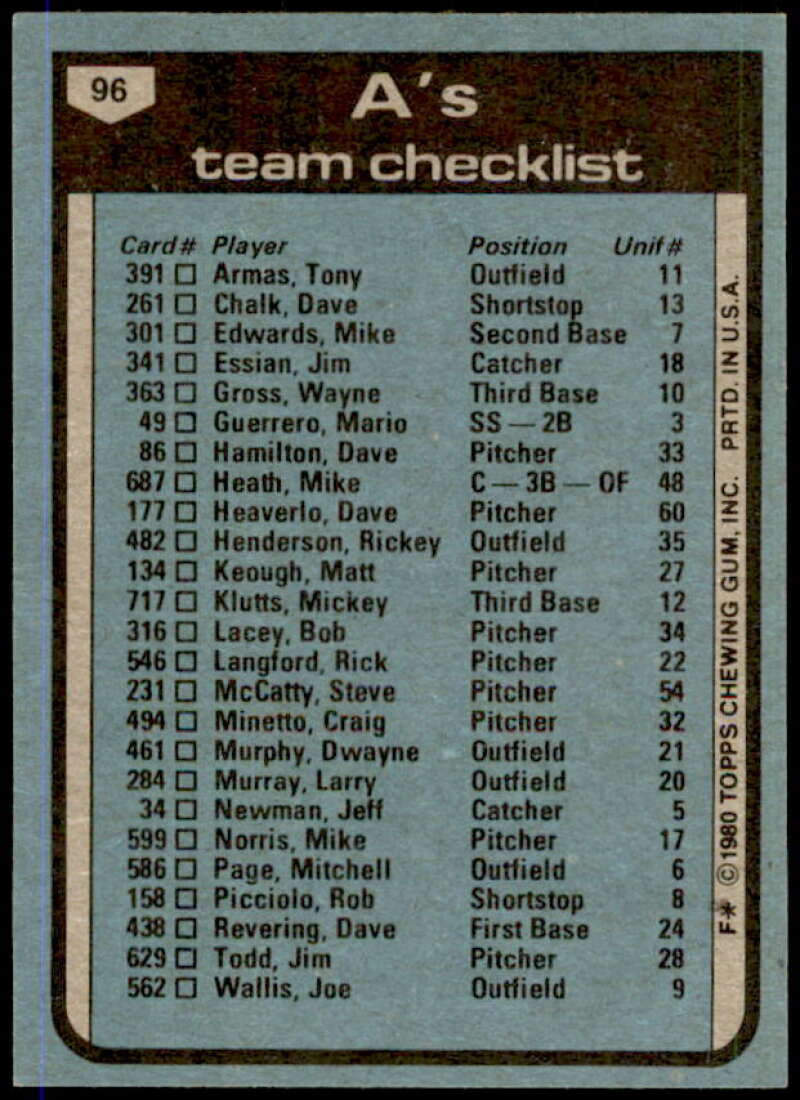 96
A's
team checklist
Card# Player Position Unif#
391 □ Armas, Tony Outfield 11
261 □ Chalk, Dave Shortstop 13
301 □ Edwards, Mike Second Base 7
341 □ Essian, Jim Catcher 18
363 □ Gross, Wayne Third Base 10
49 □ Guerrero, Mario SS — 2B 3
86 □ Hamilton, Dave Pitcher 33
687 □ Heath, Mike C — 3B — OF 48
177 □ Heaverlo, Dave Pitcher 60
482 □ Henderson, Rickey Outfield 35
134 □ Keough, Matt Pitcher 27
717 □ Klutts, Mickey Third Base 12
316 □ Lacey, Bob Pitcher 34
546 □ Langford, Rick Pitcher 22
231 □ McCatty, Steve Pitcher 54
494 □ Minetto, Craig Pitcher 32
461 □ Murphy, Dwayne Outfield 21
284 □ Murray, Larry Outfield 20
34 □ Newman, Jeff Catcher 5
599 □ Norris, Mike Pitcher 17
586 □ Page, Mitchell Outfield 6
158 □ Picciolo, Rob Shortstop 8
438 □ Revering, Dave First Base 24
629 □ Todd, Jim Pitcher 28
562 □ Wallis, Joe Outfield 9
F* ©1980 TOPPS CHEWING GUM, INC. PRTD. IN U.S.A.